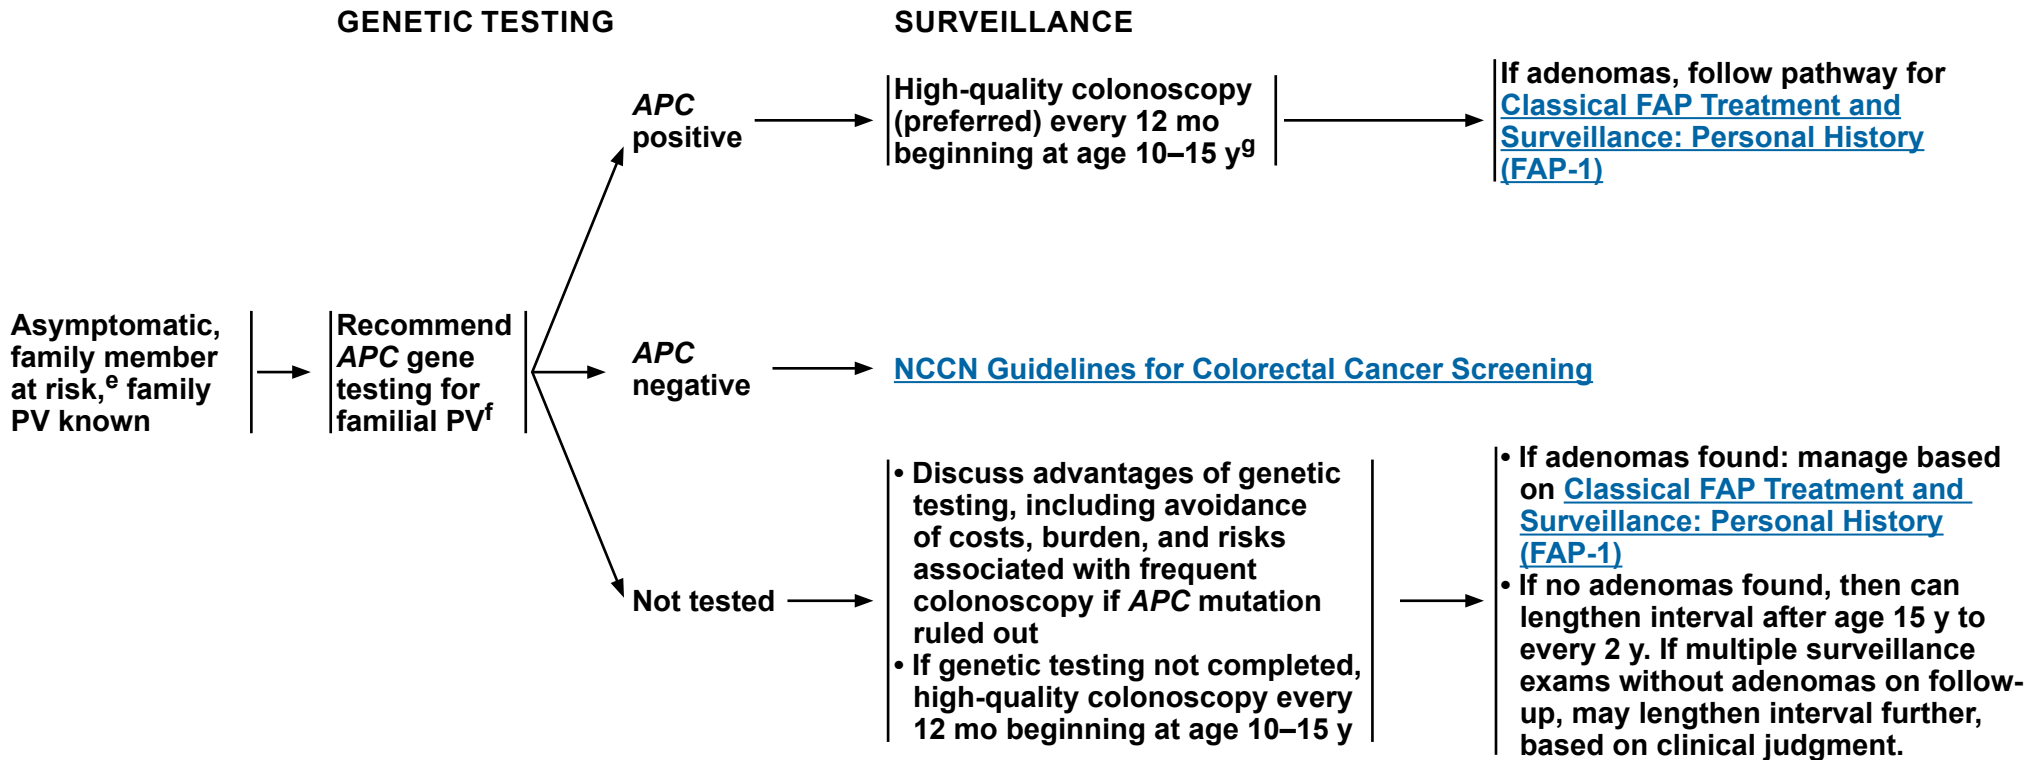 GENETIC TESTING
SURVEILLANCE
APC
positive
High-quality colonoscopy
(preferred) every 12 mo
beginning at age 10–15 yg
If adenomas, follow pathway for
Classical FAP Treatment and
Surveillance: Personal History
(FAP-1)
Asymptomatic,
family member
at risk,e family
PV known
Recommend
APC gene
testing for
familial PVf
APC
negative
NCCN Guidelines for Colorectal Cancer Screening
Not tested
• Discuss advantages of genetic
testing, including avoidance
of costs, burden, and risks
associated with frequent
colonoscopy if APC mutation
ruled out
• If genetic testing not completed,
high-quality colonoscopy every
12 mo beginning at age 10–15 y
• If adenomas found: manage based
on Classical FAP Treatment and
Surveillance: Personal History
(FAP-1)
• If no adenomas found, then can
lengthen interval after age 15 y to
every 2 y. If multiple surveillance
exams without adenomas on follow-
up, may lengthen interval further,
based on clinical judgment.